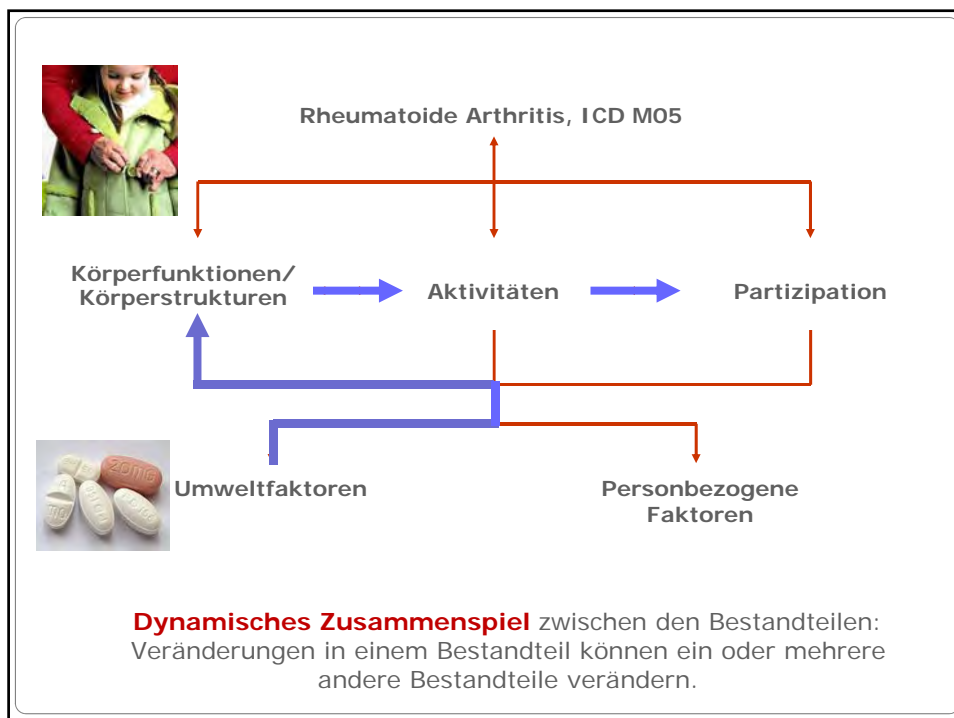 Rheumatoide Arthritis, ICD M05
Körperfunktionen/
Körperstrukturen
Aktivitäten
Partizipation
Umweltfaktoren
Personbezogene
Faktoren
Dynamisches Zusammenspiel zwischen den Bestandteilen:
Veränderungen in einem Bestandteil können ein oder mehrere
andere Bestandteile verändern.